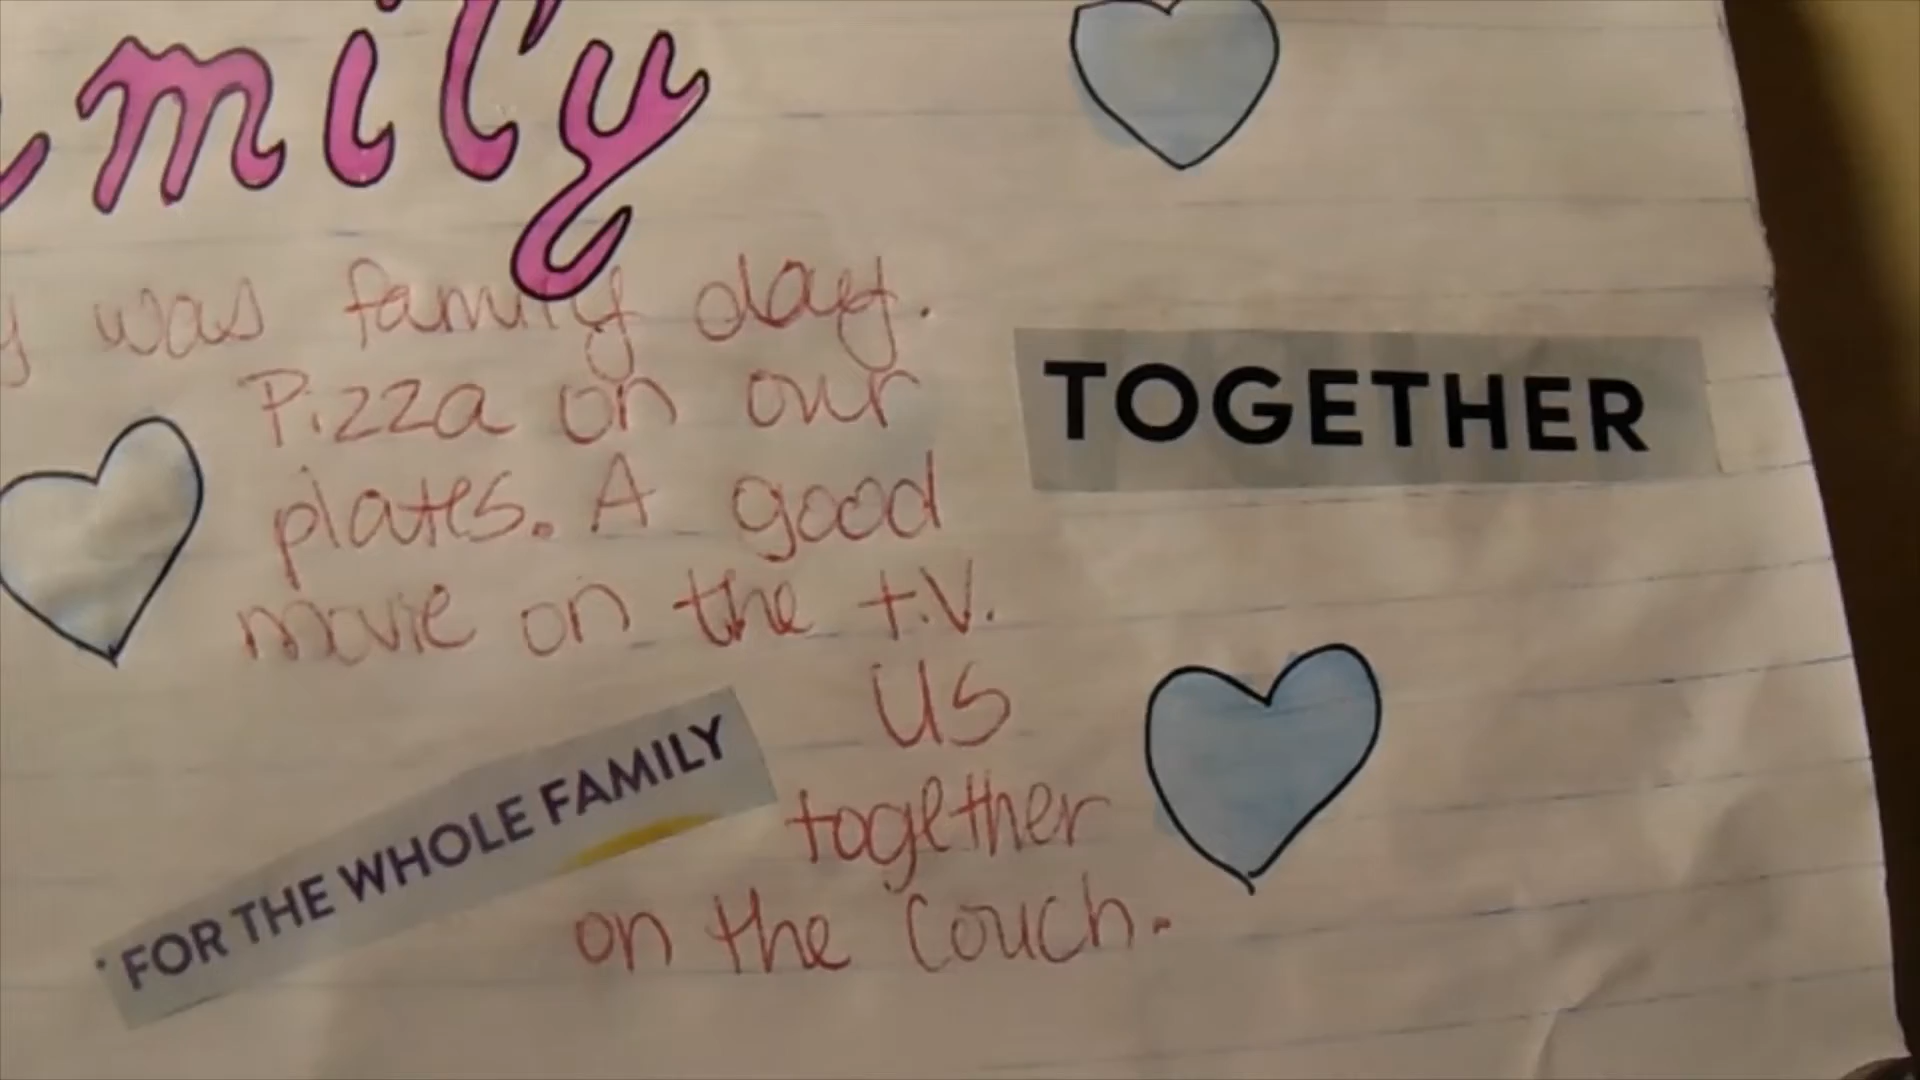 mily
was family day.
Pizza on our
plates. A good
movie on the t.v.
us
together
on the couch.
TOGETHER
FOR THE WHOLE FAMILY